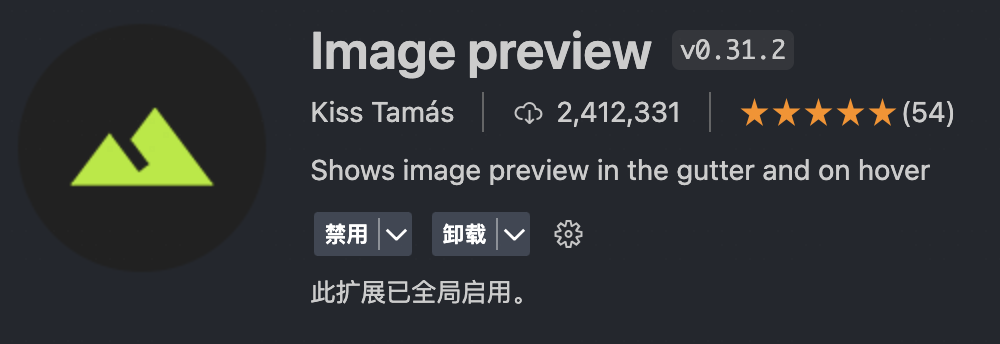 Image preview v0.31.2
Kiss Tamás 2,412,331 (54)
Shows image preview in the gutter and on hover
禁用 卸载
此扩展已全局启用。